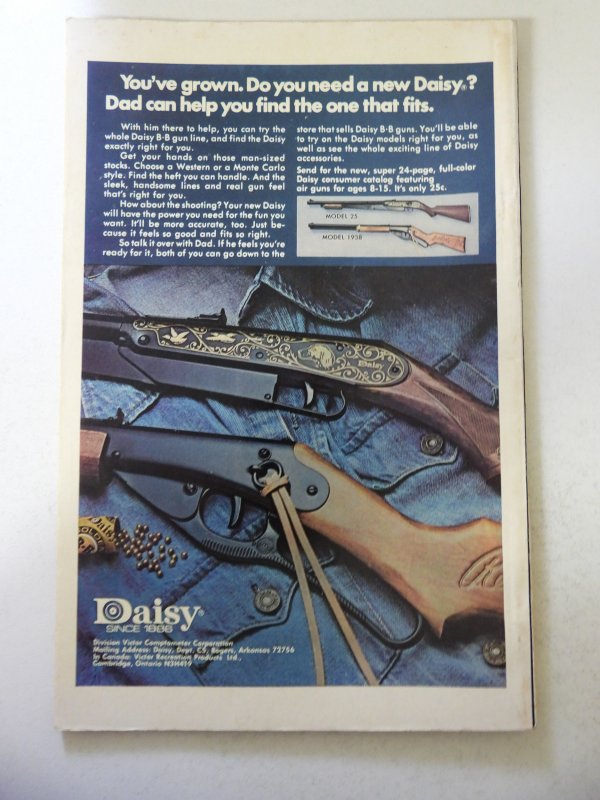 You've grown. Do you need a new Daisy®?
Dad can help you find the one that fits.
With him there to help, you can try the
whole Daisy B·B gun line, and find the Daisy
exactly right for you.
Get your hands on those man-sized
stocks. Choose a Western or a Monte Carlo
style. Find the heft you can handle. And the
sleek, handsome lines and real gun feel
that's right for you.
How about the shooting? Your new Daisy
will have the power you need for the fun you
want. It'll be more accurate, too. Just be-
cause it feels so good and fits so right.
So talk it over with Dad. If he feels you're
ready for it, both of you can go down to the
store that sells Daisy B·B guns. You'll be able
to try on the Daisy models right for you, as
well as see the whole exciting line of Daisy
accessories.
Send for the new, super 24-page, full-color
Daisy consumer catalog featuring
air guns for ages 8-15. It's only 25¢.
MODEL 25
MODEL 1938
Daisy
Daisy
Daisy®
SINCE 1886
Division Victor Comptometer Corporation
Mailing Address: Daisy, Dept. C5, Rogers, Arkansas 72756
In Canada: Victor Recreation Products Ltd.,
Cambridge, Ontario